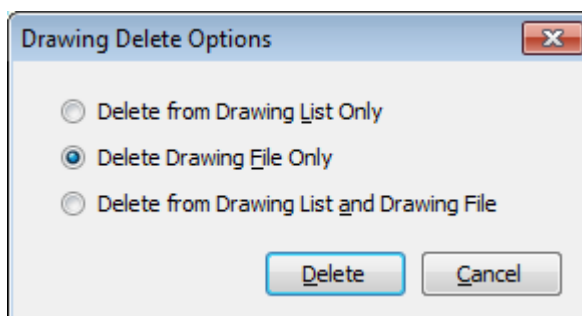 Drawing Delete Options
Delete from Drawing List Only
Delete Drawing File Only
Delete from Drawing List and Drawing File
Delete Cancel